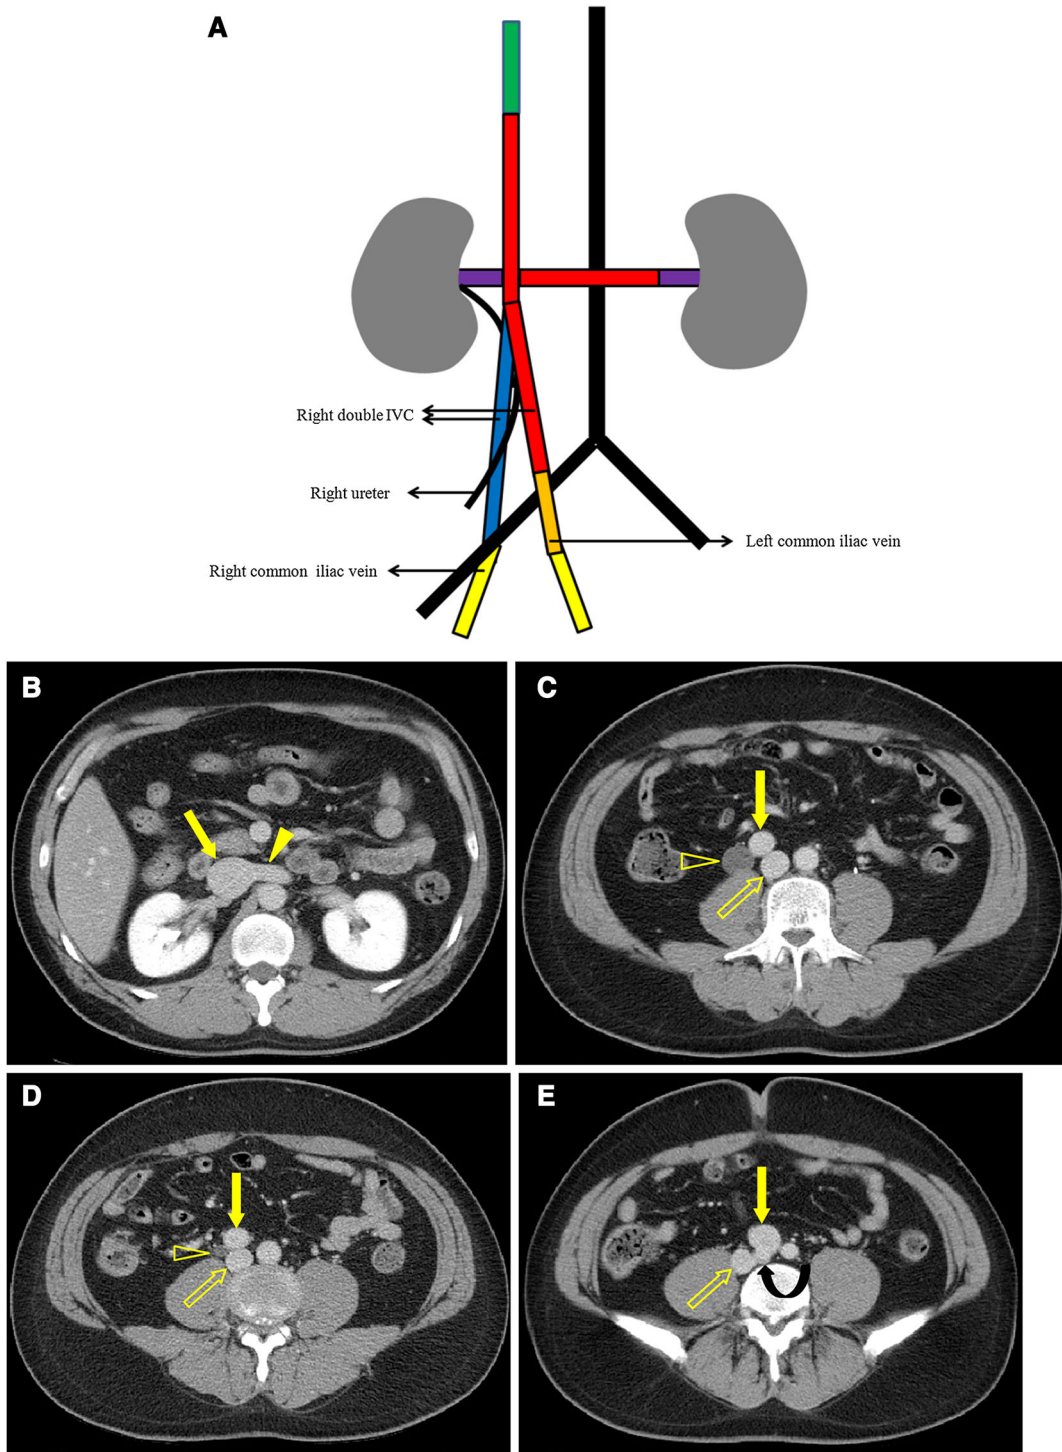 A
Right double IVC
Right ureter
Left common iliac vein
Right common iliac vein
B
C
D
E